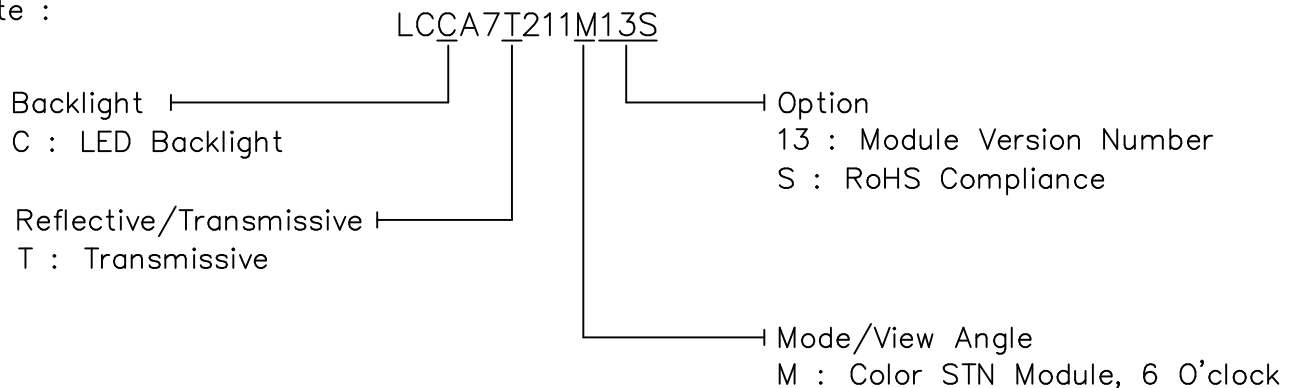 LCCA7T211M13S
Backlight
C : LED Backlight
Reflective/Transmissive
T : Transmissive
Option
13 : Module Version Number
S : RoHS Compliance
Mode/View Angle
M : Color STN Module, 6 O'clock